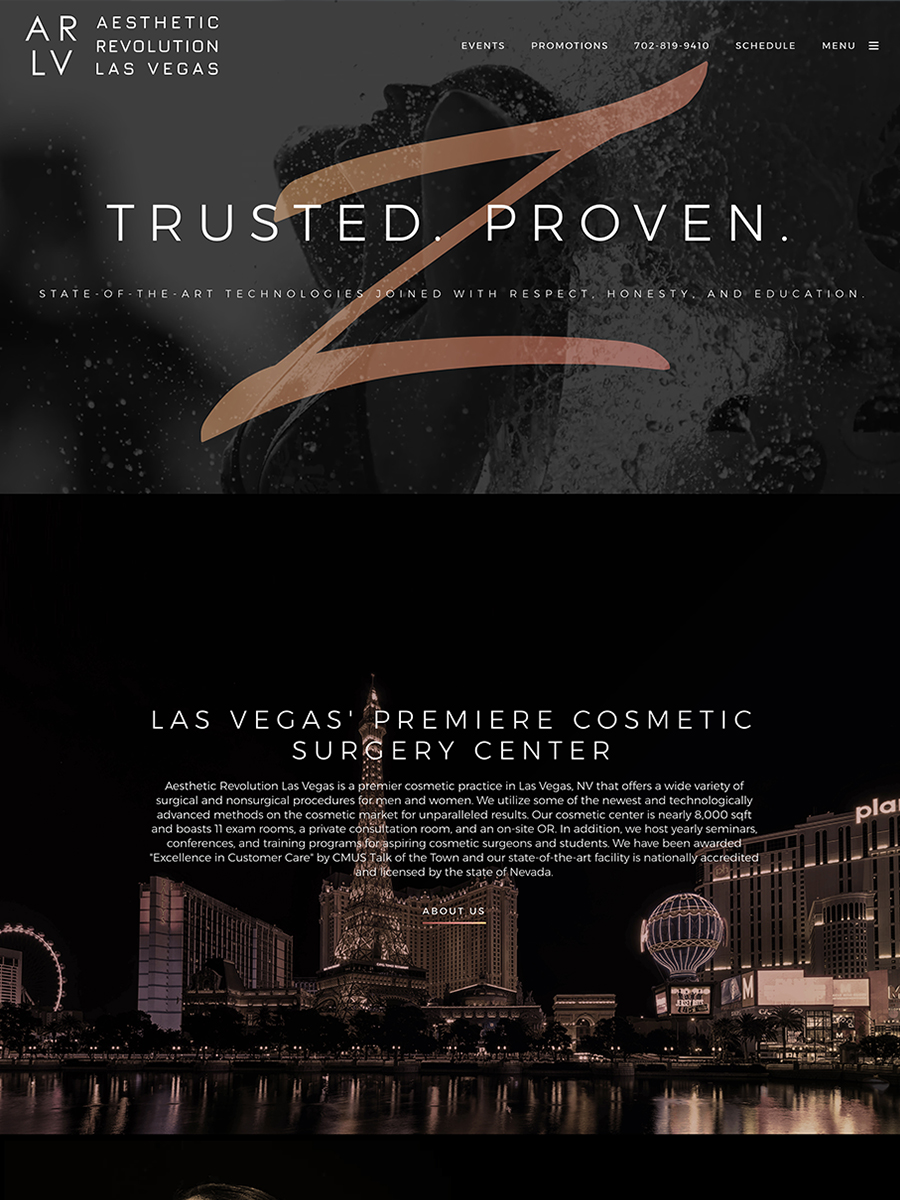 AR
LV
AESTHETIC
REVOLUTION
LAS VEGAS
EVENTS PROMOTIONS 702-819-9410 SCHEDULE MENU
Z
TRUSTED. PROVEN.
STATE-OF-THE-ART TECHNOLOGIES JOINED WITH RESPECT, HONESTY, AND EDUCATION.
LAS VEGAS' PREMIERE COSMETIC
SURGERY CENTER
Aesthetic Revolution Las Vegas is a premier cosmetic practice in Las Vegas, NV that offers a wide variety of
surgical and nonsurgical procedures for men and women. We utilize some of the newest and technologically
advanced methods on the cosmetic market for unparalleled results. Our cosmetic center is nearly 8,000 sqft
and boasts 11 exam rooms, a private consultation room, and an on-site OR. In addition, we host yearly seminars,
conferences, and training programs for aspiring cosmetic surgeons and students. We have been awarded
"Excellence in Customer Care" by CMUS Talk of the Town and our state-of-the-art facility is nationally accredited
and licensed by the state of Nevada.
ABOUT US
plan
M